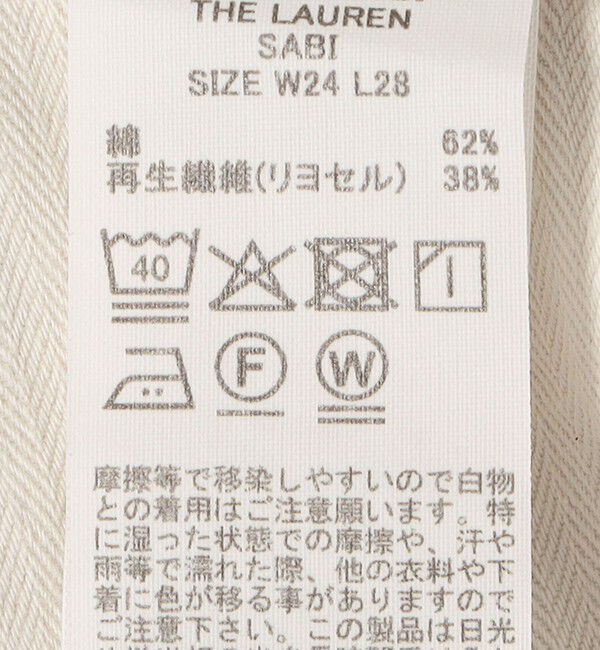 THE LAUREN
SABI
SIZE W24 L28
綿 62%
再生繊維(リヨセル) 38%
40
F
W
摩擦等で移染しやすいので白物
との着用はご注意願います。特
に湿った状態での摩擦や、汗や
雨等で濡れた際、他の衣料や下
着に色が移る事がありますので
ご注意下さい。この製品は日光